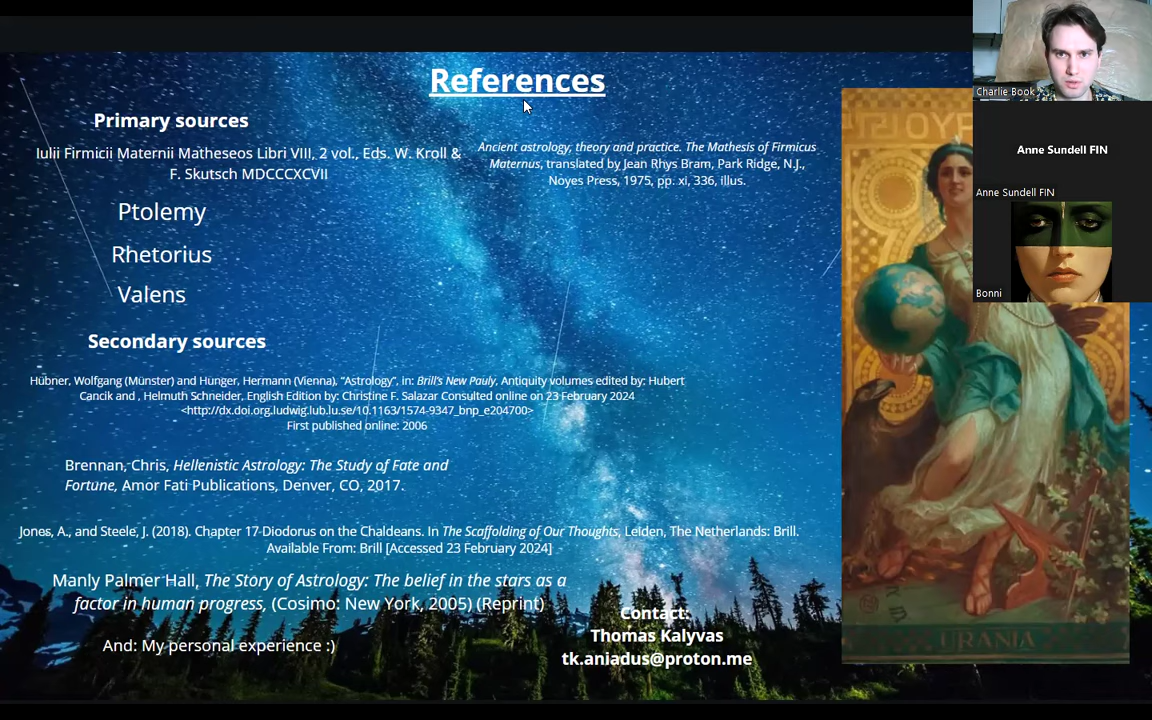 References
Primary sources
Iulii Firmicii Maternii Matheseos Libri VIII, 2 vol., Eds. W. Kroll &
F. Skutsch MDCCCXCVII
Ancient astrology; theory and practice. The Mathesis of Firmicus
Maternus, translated by Jean Rhys Bram, Park Ridge, N.J.,
Noyes Press, 1975, pp. xi, 336, illus.
Ptolemy
Rhetorius
Valens
Secondary sources
Hübner, Wolfgang (Münster) and Hunger, Hermann (Vienna), “Astrology”, in: Brill’s New Pauly, Antiquity volumes edited by: Hubert
Cancik and , Helmuth Schneider, English Edition by: Christine F. Salazar Consulted online on 23 February 2024
<http://dx.doi.org.ludwig.lub.lu.se/10.1163/1574-9347_bnp_e204700>
First published online: 2006
Brennan, Chris, Hellenistic Astrology: The Study of Fate and
Fortune, Amor Fati Publications, Denver, CO, 2017.
Jones, A., and Steele, J. (2018). Chapter 17-Diodorus on the Chaldeans. In The Scaffolding of Our Thoughts, Leiden, The Netherlands: Brill.
Available From: Brill [Accessed 23 February 2024]
Manly Palmer Hall, The Story of Astrology: The belief in the stars as a
factor in human progress, (Cosimo: New York, 2005) (Reprint)
And: My personal experience :)
Contact:
Thomas Kalyvas
tk.aniadus@proton.me
URANIA
Charlie Book
Anne Sundell FIN
Anne Sundell FIN
Bonni